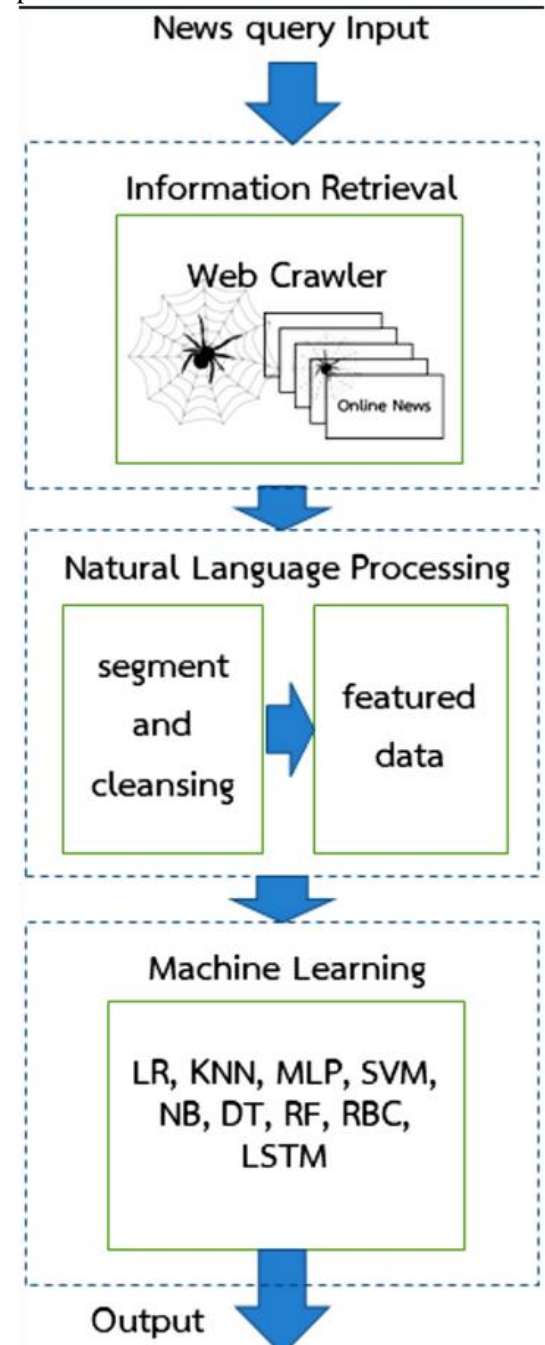 News query Input
Information Retrieval
Web Crawler
Online News
Natural Language Processing
segment
and
cleansing
featured
data
Machine Learning
LR, KNN, MLP, SVM,
NB, DT, RF, RBC,
LSTM
Output